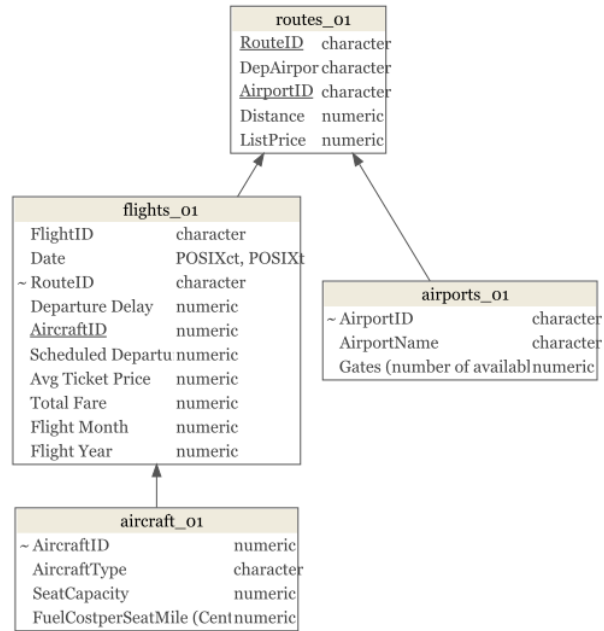 routes_01
RouteID character
DepAirpor character
AirportID character
Distance numeric
ListPrice numeric
flights_01
FlightID character
Date POSIXct, POSIXt
~ RouteID character
Departure Delay numeric
AircraftID numeric
Scheduled Departu numeric
Avg Ticket Price numeric
Total Fare numeric
Flight Month numeric
Flight Year numeric
airports_01
~ AirportID character
AirportName character
Gates (number of availabl numeric
aircraft_01
~ AircraftID numeric
AircraftType character
SeatCapacity numeric
FuelCostperSeatMile (Cent numeric